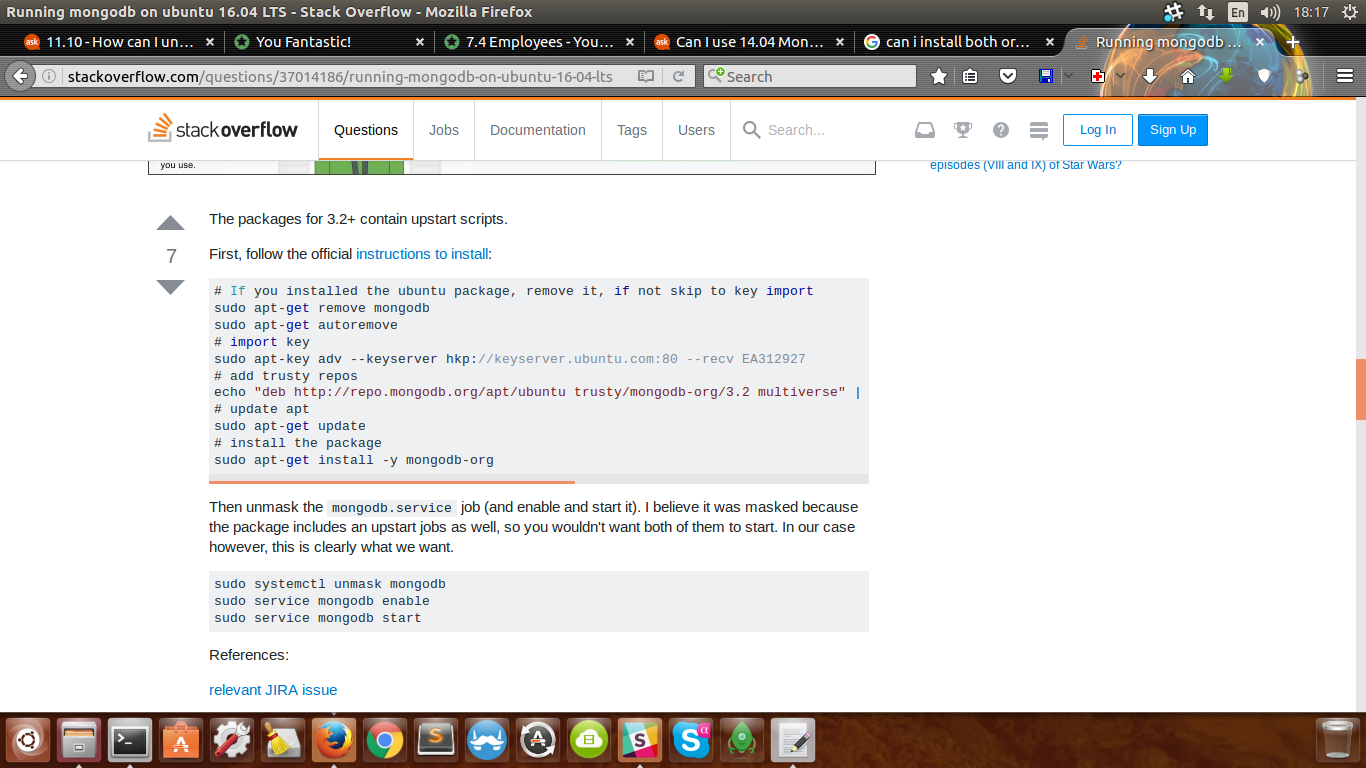 Running mongodb on ubuntu 16.04 LTS - Stack Overflow - Mozilla Firefox
En
18:17
ask 11.10 - How can I un... ×
You Fantastic! ×
7.4 Employees - You... ×
ask Can I use 14.04 Mon... ×
can i install both or... ×
Running mongodb ... ×
stackoverflow.com/questions/37014186/running-mongodb-on-ubuntu-16-04-lts
Search
stackoverflow
Questions
Jobs
Documentation
Tags
Users
Search...
Log In
Sign Up
you use.
episodes (VIII and IX) of Star Wars?
The packages for 3.2+ contain upstart scripts.
7
First, follow the official instructions to install:
# If you installed the ubuntu package, remove it, if not skip to key import
sudo apt-get remove mongodb
sudo apt-get autoremove
# import key
sudo apt-key adv --keyserver hkp://keyserver.ubuntu.com:80 --recv EA312927
# add trusty repos
echo "deb http://repo.mongodb.org/apt/ubuntu trusty/mongodb-org/3.2 multiverse" |
# update apt
sudo apt-get update
# install the package
sudo apt-get install -y mongodb-org
Then unmask the mongodb.service job (and enable and start it). I believe it was masked because
the package includes an upstart jobs as well, so you wouldn't want both of them to start. In our case
however, this is clearly what we want.
sudo systemctl unmask mongodb
sudo service mongodb enable
sudo service mongodb start
References:
relevant JIRA issue